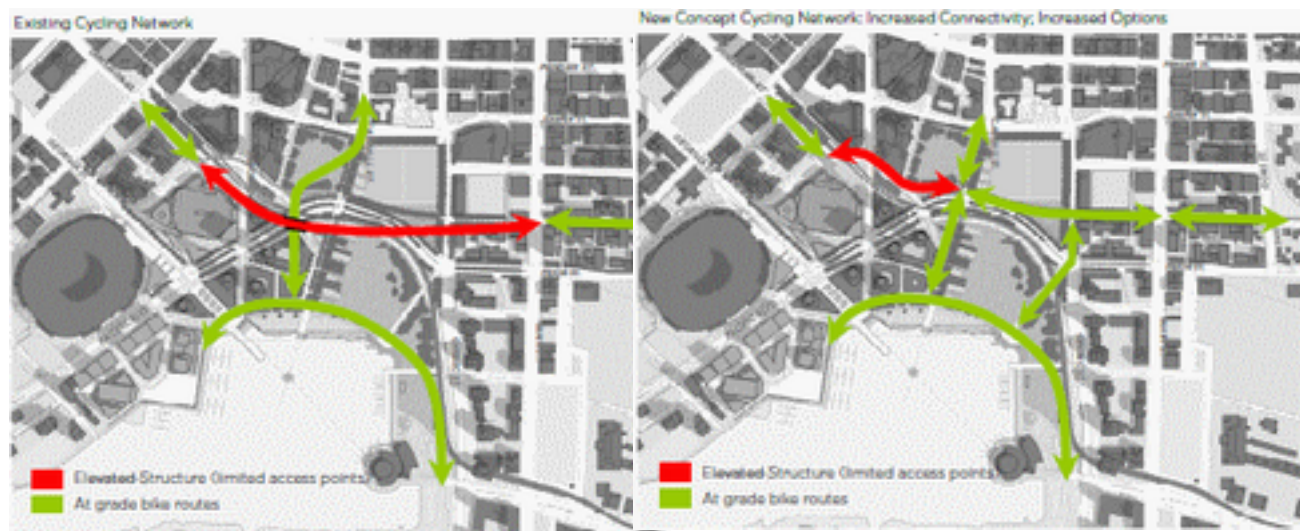 Existing Cycling Network
Elevated Structure (limited access points)
At grade bike routes
New Concept Cycling Network: Increased Connectivity; Increased Options
Elevated Structure (limited access points)
At grade bike routes